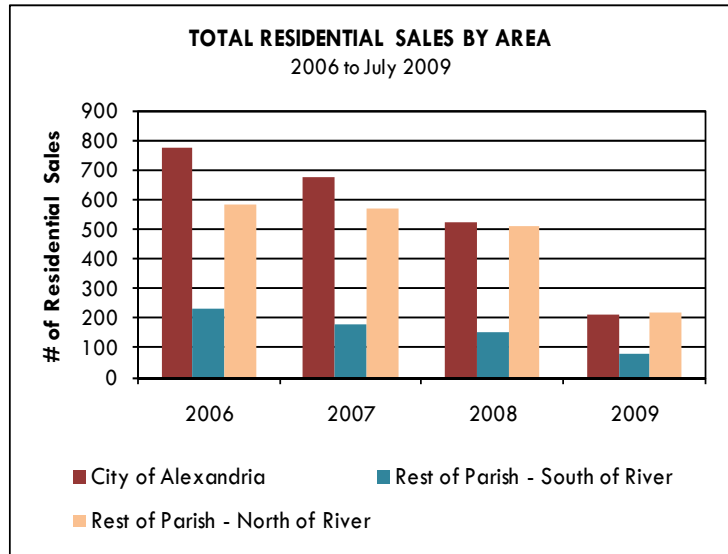 TOTAL RESIDENTIAL SALES BY AREA
2006 to July 2009
# of Residential Sales
900
800
700
600
500
400
300
200
100
0
2006 2007 2008 2009
City of Alexandria Rest of Parish - South of River
Rest of Parish - North of River